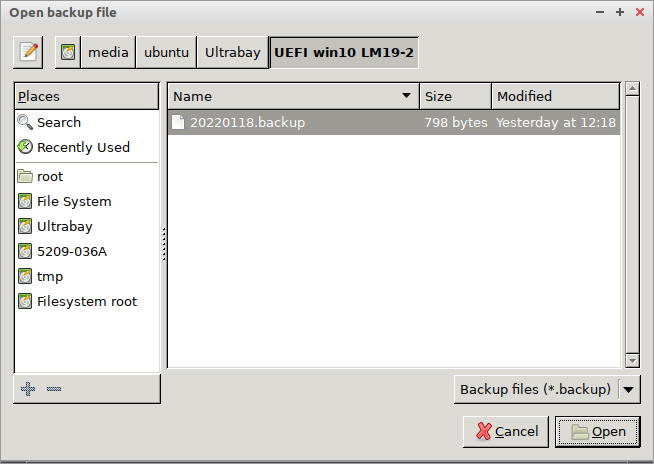 Open backup file
media ubuntu Ultrabay UEFI win10 LM19-2
Places
Search
Recently Used
root
File System
Ultrabay
5209-036A
tmp
Filesystem root
Name Size Modified
20220118.backup 798 bytes Yesterday at 12:18
Backup files (*.backup)
Cancel Open